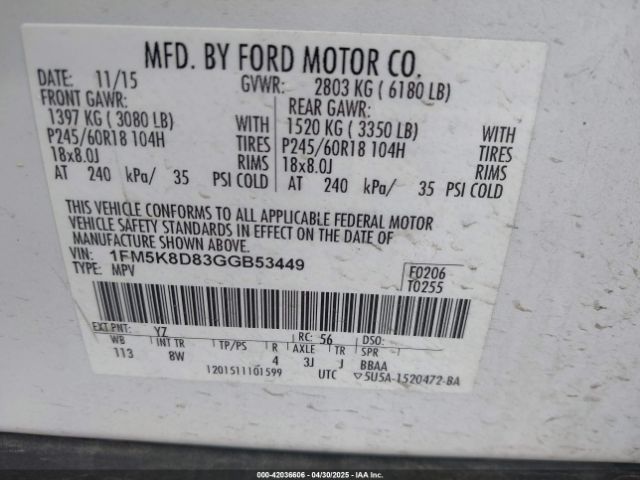 MFD. BY FORD MOTOR CO.
DATE: 11/15 GVWR: 2803 KG ( 6180 LB)
FRONT GAWR: REAR GAWR:
1397 KG ( 3080 LB) WITH 1520 KG ( 3350 LB) WITH
P245/60R18 104H TIRES P245/60R18 104H TIRES
18x8.0J RIMS 18x8.0J RIMS
AT 240 kPa/ 35 PSI COLD AT 240 kPa/ 35 PSI COLD
THIS VEHICLE CONFORMS TO ALL APPLICABLE FEDERAL MOTOR
VEHICLE SAFETY STANDARDS IN EFFECT ON THE DATE OF
MANUFACTURE SHOWN ABOVE.
VIN: 1FM5K8D83GGB53449 F0206
TYPE: MPV T0255
EXT PNT: YZ RC: 56 DSO:
WB INT TR TP/PS R AXLE TR SPR
113 8W 4 3J J BBAA
1201511101599 UTC ▽5U5A-1520472-BA
000-42036606 - 04/30/2025 - IAA Inc.